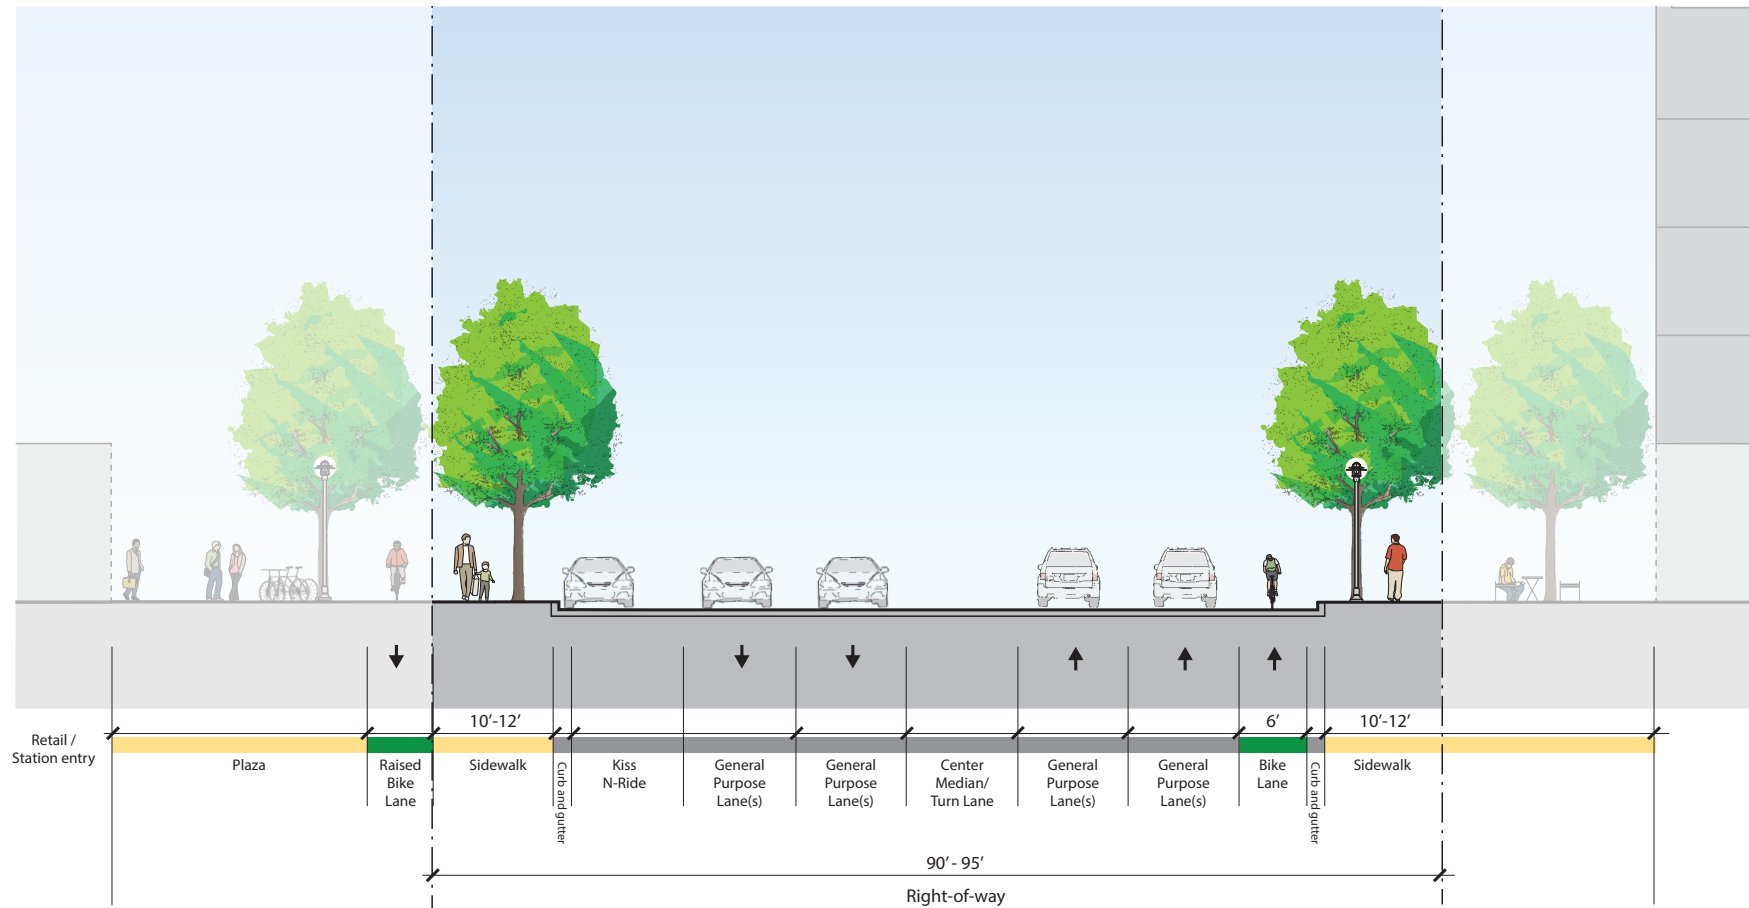 10’-12’
6’
10’-12’
Retail /
Station entry
Plaza
Raised
Bike
Lane
Sidewalk
Curb and gutter
Kiss
N-Ride
General
Purpose
Lane(s)
General
Purpose
Lane(s)
Center
Median/
Turn Lane
General
Purpose
Lane(s)
General
Purpose
Lane(s)
Bike
Lane
Curb and gutter
Sidewalk
90’ - 95’
Right-of-way